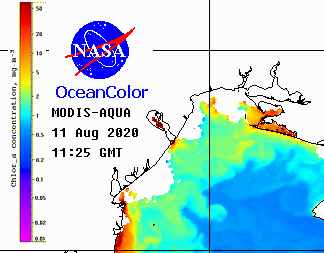 NASA
OceanColor
MODIS-AQUA
11 Aug 2020
11:25 GMT
Chlor_a concentration, mg m-3
50
20
10
5
2
1
0.5
0.2
0.1
0.05
0.02
0.01